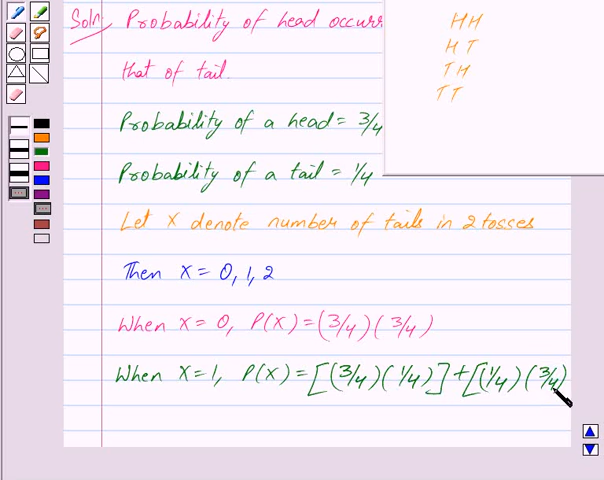 Soln, Probability of head occurr
that of tail.
Probability of a head = 3/4
Probability of a tail = 1/4
Let X denote number of tails in 2 tosses
Then X = 0, 1, 2
When X = 0, P(X) = (3/4) (3/4)
When X = 1, P(X) = [(3/4) (1/4)] + [(1/4) (3/4)
HH
HT
TH
TT